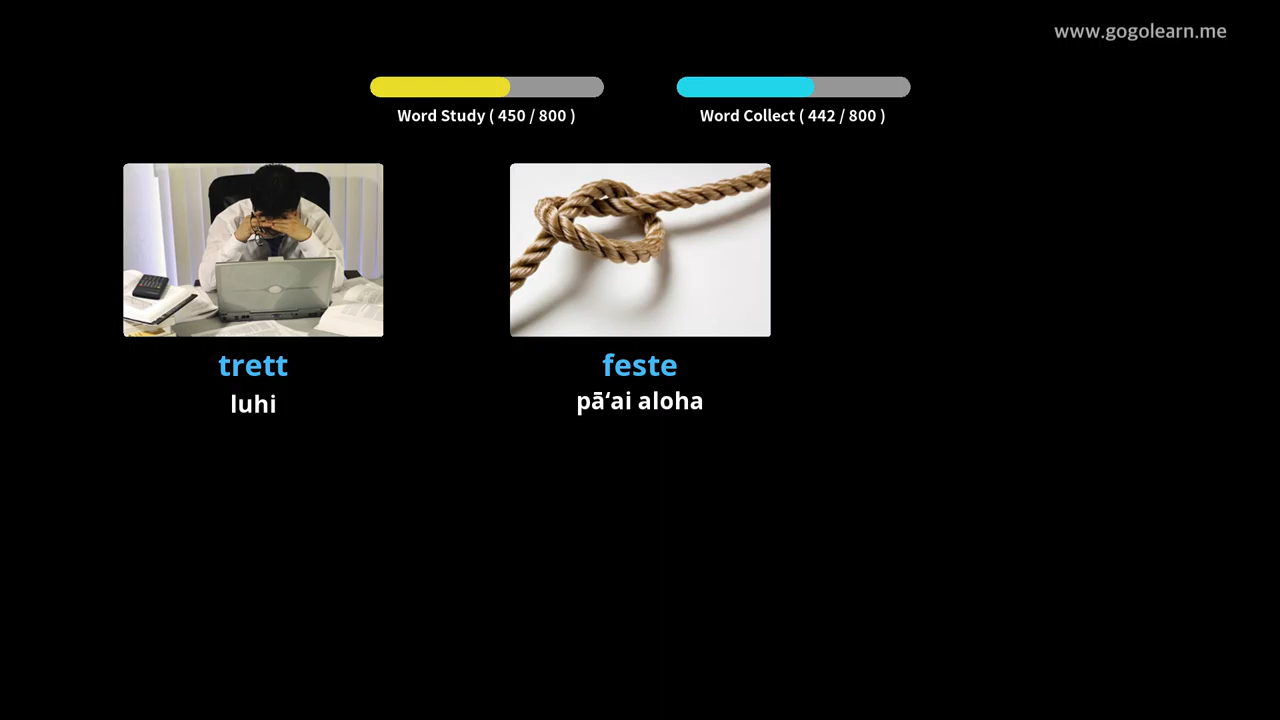 www.gogolearn.me
Word Study ( 450 / 800 )
Word Collect ( 442 / 800 )
trett
luhi
feste
pāʻai aloha